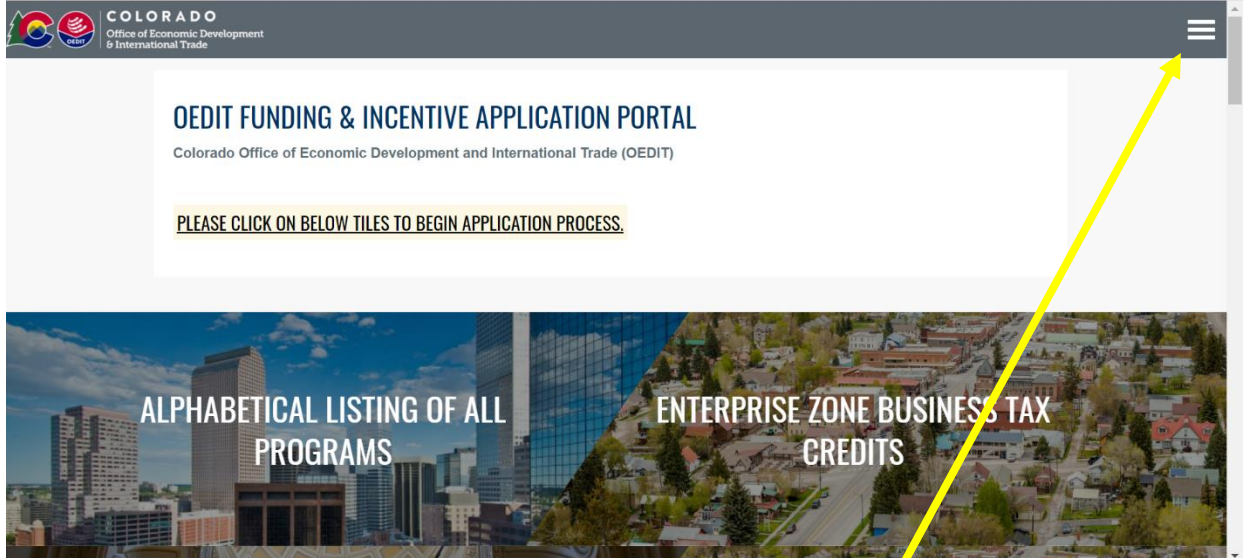 COLORADO
Office of Economic Development
& International Trade
OEDIT
OEDIT FUNDING & INCENTIVE APPLICATION PORTAL
Colorado Office of Economic Development and International Trade (OEDIT)
PLEASE CLICK ON BELOW TILES TO BEGIN APPLICATION PROCESS.
ALPHABETICAL LISTING OF ALL
PROGRAMS
ENTERPRISE ZONE BUSINESS TAX
CREDITS